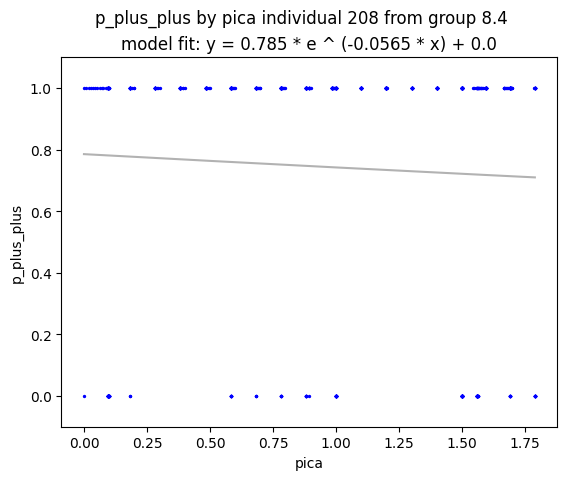 p_plus_plus by pica individual 208 from group 8.4
model fit: y = 0.785 * e ^ (-0.0565 * x) + 0.0
1.0
0.8
0.6
0.4
0.2
0.0
p_plus_plus
0.00 0.25 0.50 0.75 1.00 1.25 1.50 1.75
pica